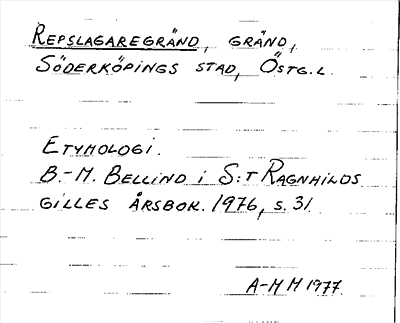 REPSLAGAREGRÄND, GRÄND,
SÖDERKÖPINGS STAD, ÖSTG.L.
ETYMOLOGI.
B.-M. BELLIND i S:T RAGNHILDS
GILLES ÅRSBOK. 1976, S. 31.
A-M M 1977.